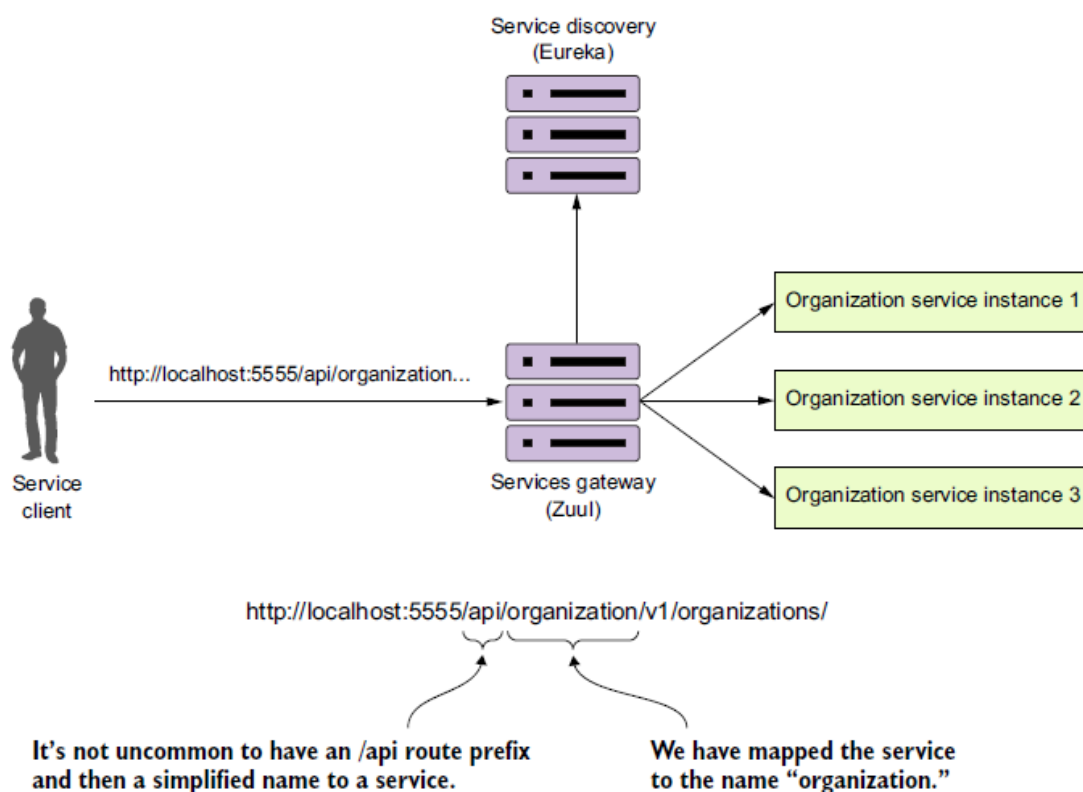 Service discovery
(Eureka)
Organization service instance 1
http://localhost:5555/api/organization...
Organization service instance 2
Service
client
Services gateway
(Zuul)
Organization service instance 3
http://localhost:5555/api/organization/v1/organizations/
It's not uncommon to have an /api route prefix
and then a simplified name to a service.
We have mapped the service
to the name “organization.”